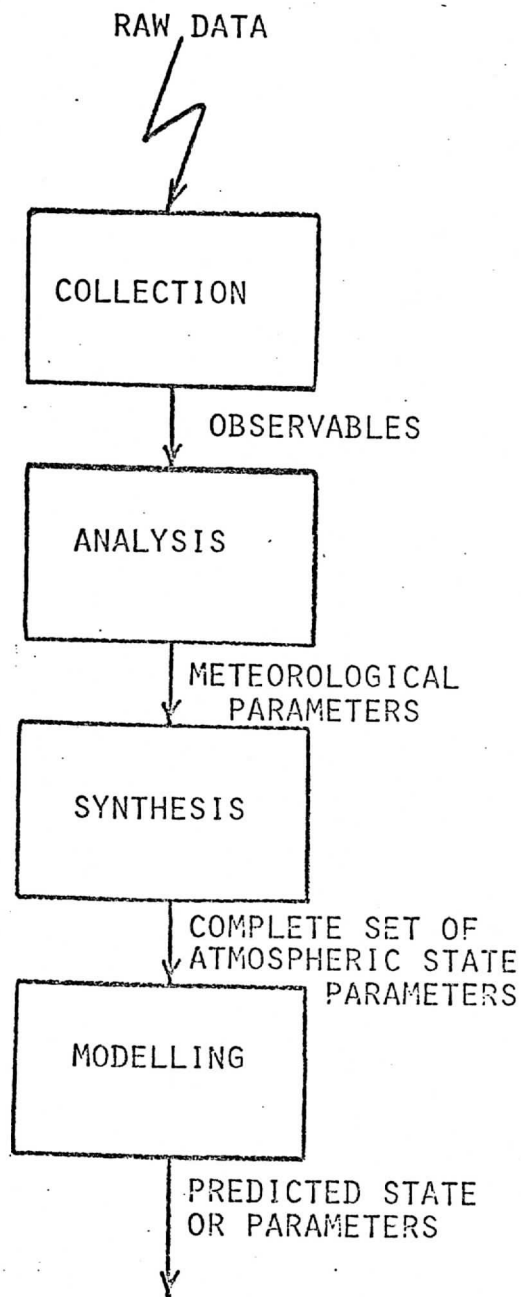 RAW DATA
COLLECTION
OBSERVABLES
ANALYSIS
METEOROLOGICAL
PARAMETERS
SYNTHESIS
COMPLETE SET OF
ATMOSPHERIC STATE
PARAMETERS
MODELLING
PREDICTED STATE
OR PARAMETERS